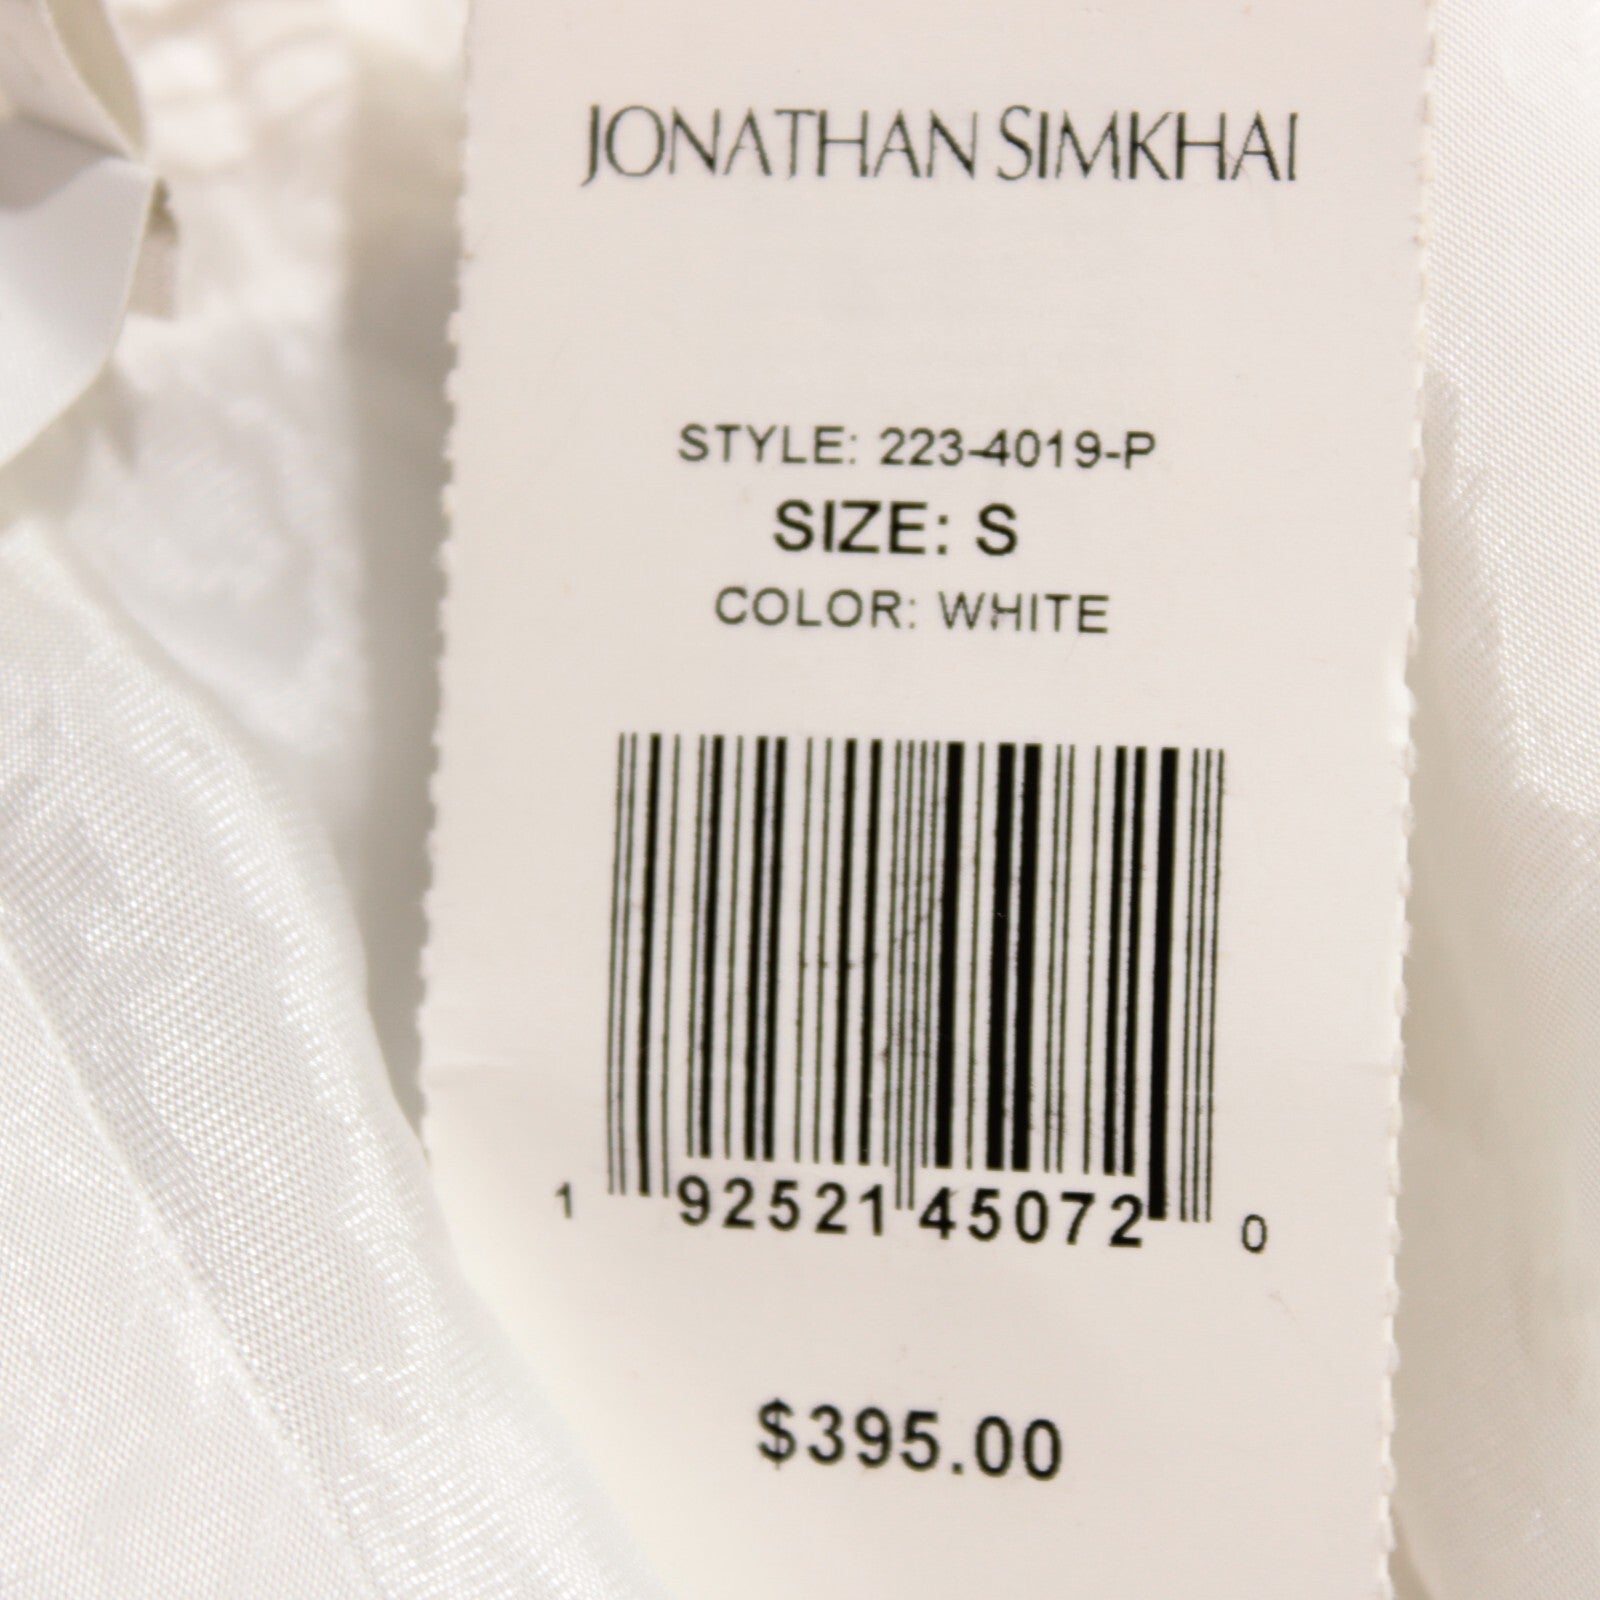 JONATHAN SIMKHAI
STYLE: 223-4019-P
SIZE: S
COLOR: WHITE
1 92521 45072 0
$395.00